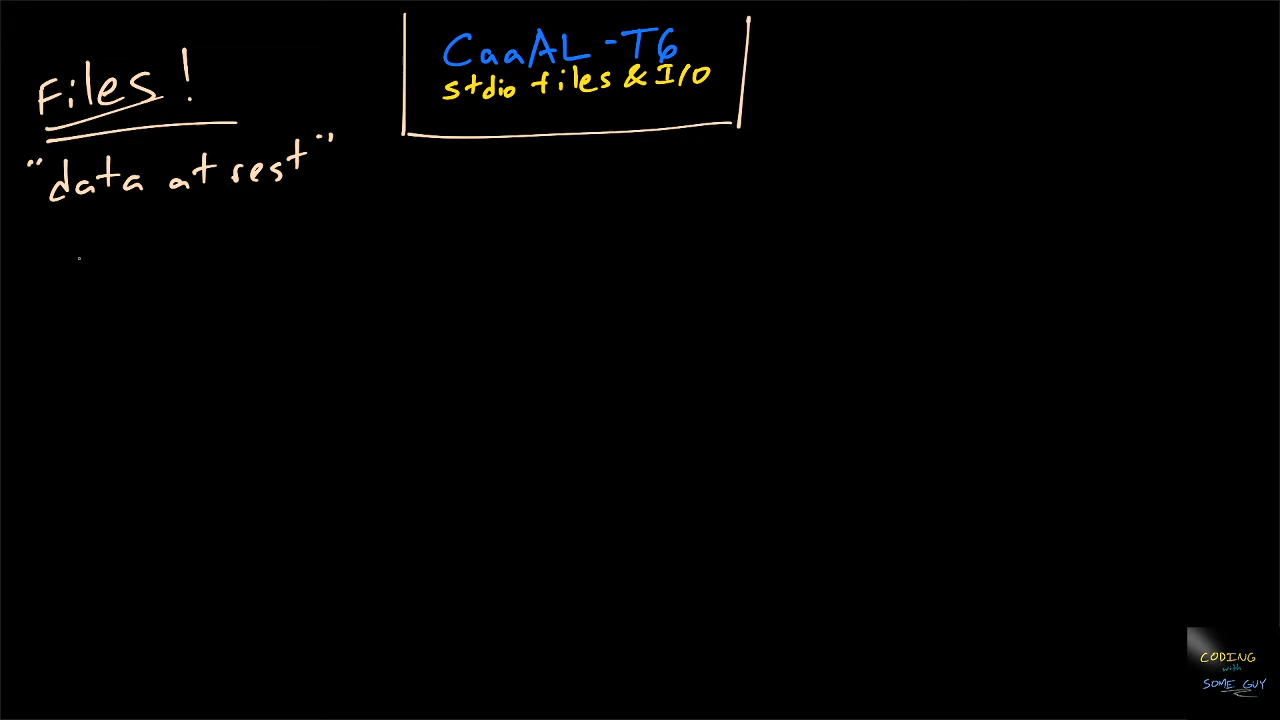 Files!
"data at rest"
CaaAL-T6
stdio files & I/O
CODING
with
SOME GUY